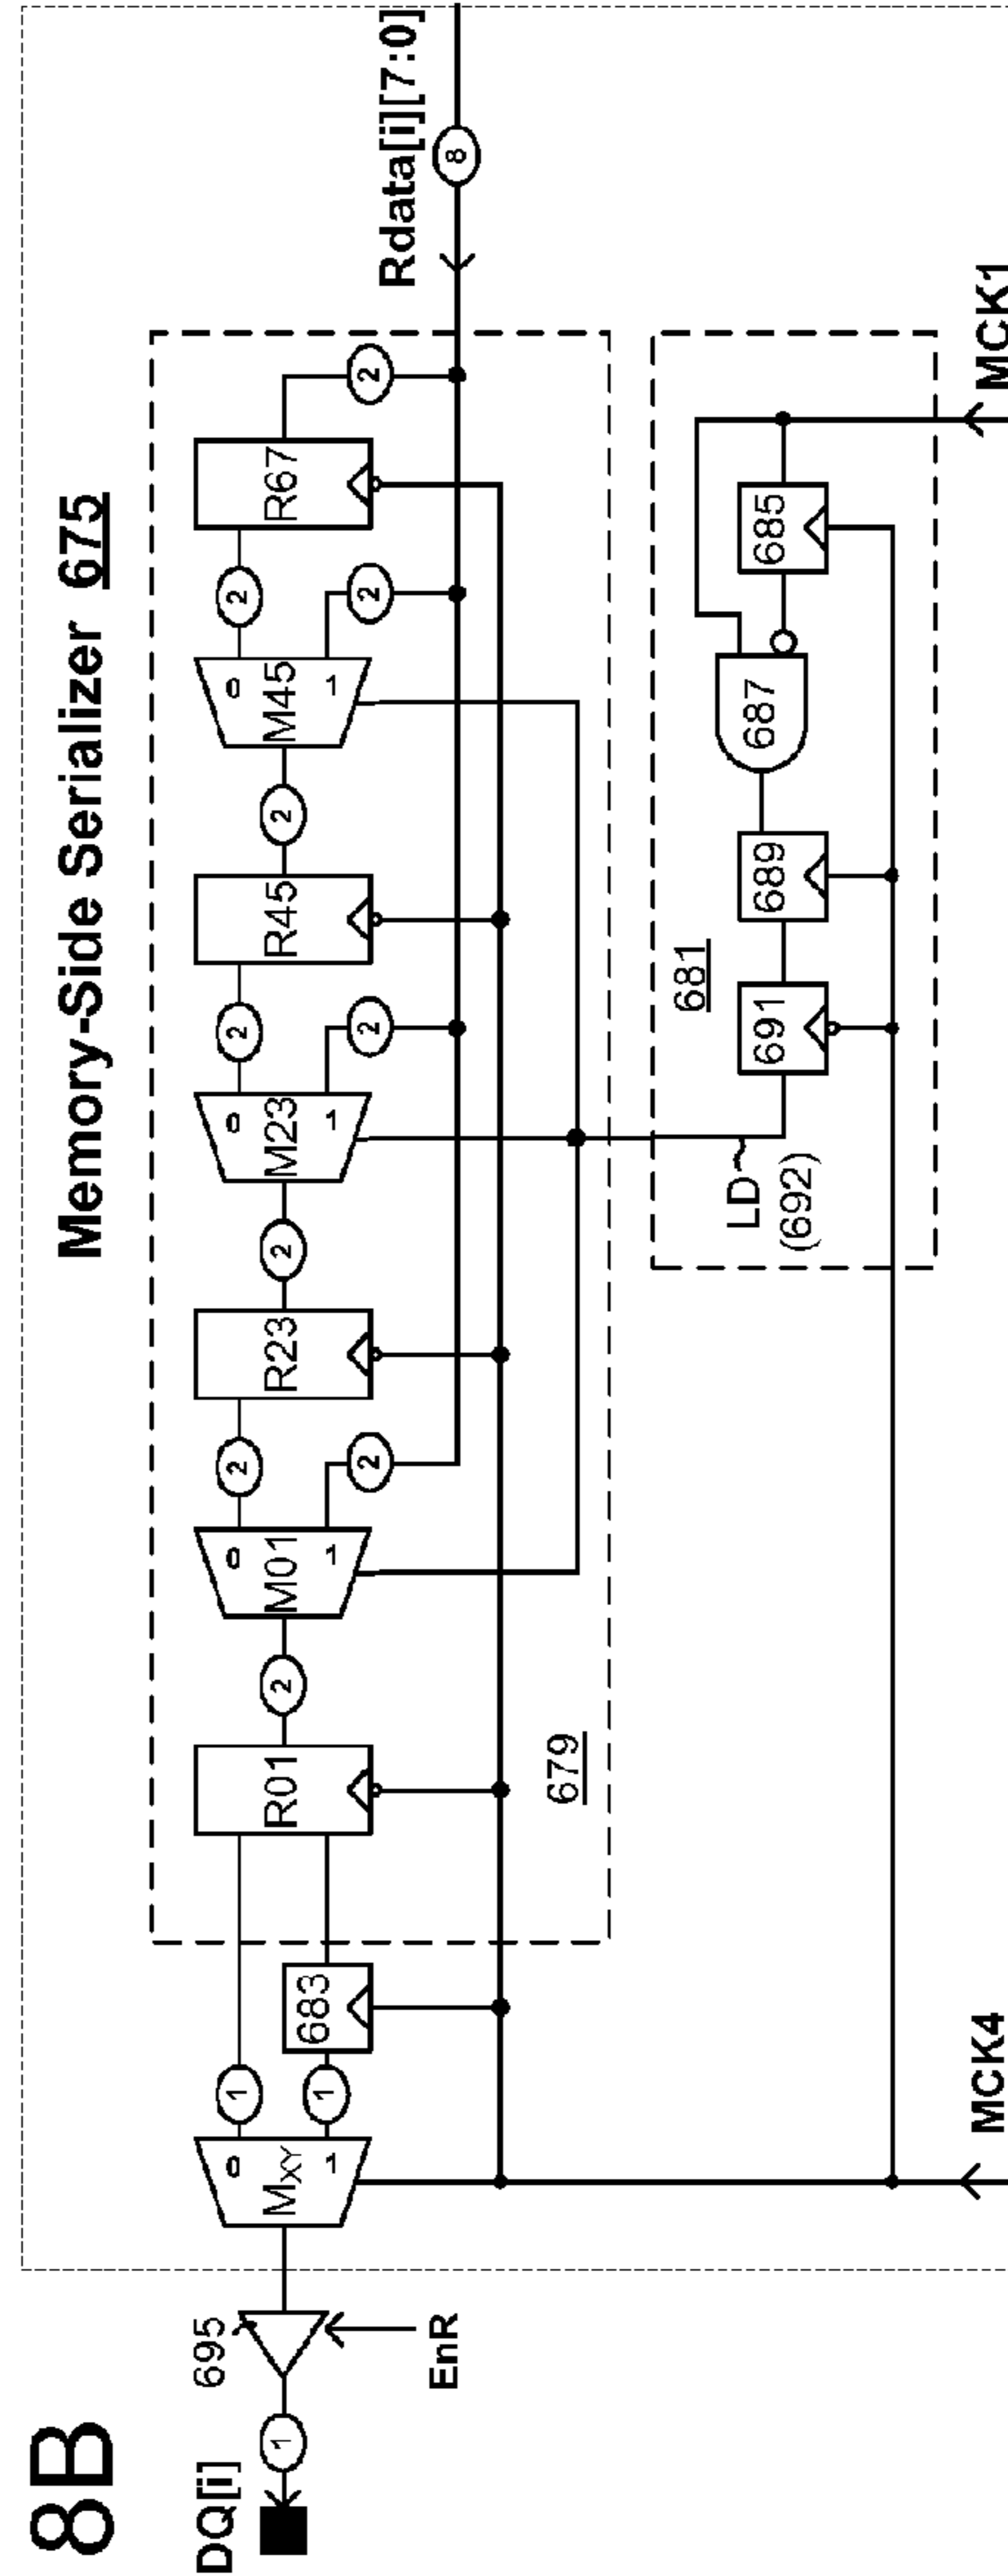 8B
Memory-Side Serializer 675
DQ[i]
1
695
EnR
MXY
0
1
1
1
683
R01
2
M01
0
1
2
2
R23
2
M23
0
1
2
2
R45
2
M45
0
1
2
2
R67
2
Rdata[i][7:0]
8
679
681
LD
(692)
691
689
687
685
MCK4
MCK1